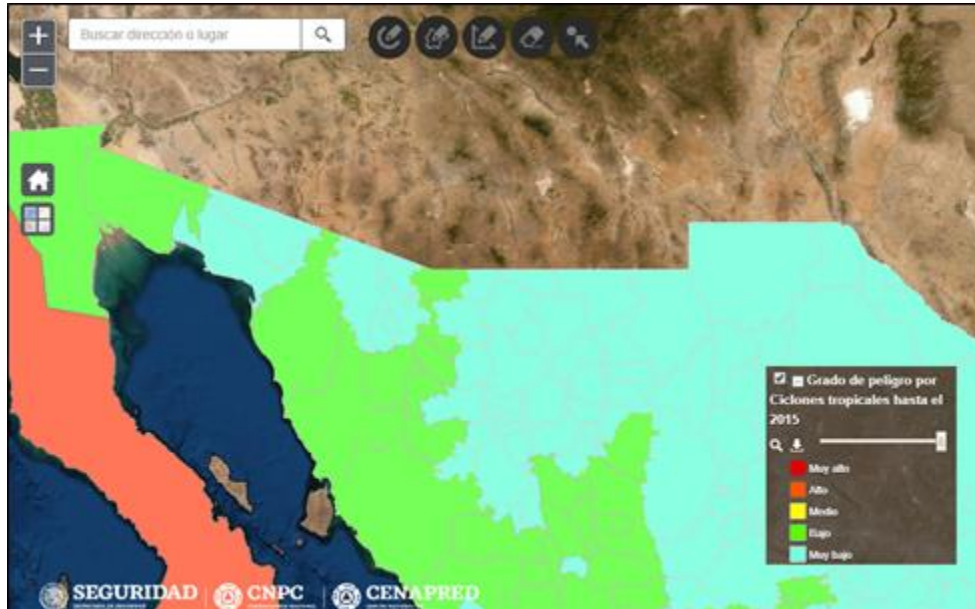 Buscar dirección o lugar
Grado de peligro por
Ciclones tropicales hasta el
2015
Muy alto
Alto
Medio
Bajo
Muy bajo
SEGURIDAD CNPC CENAPRED